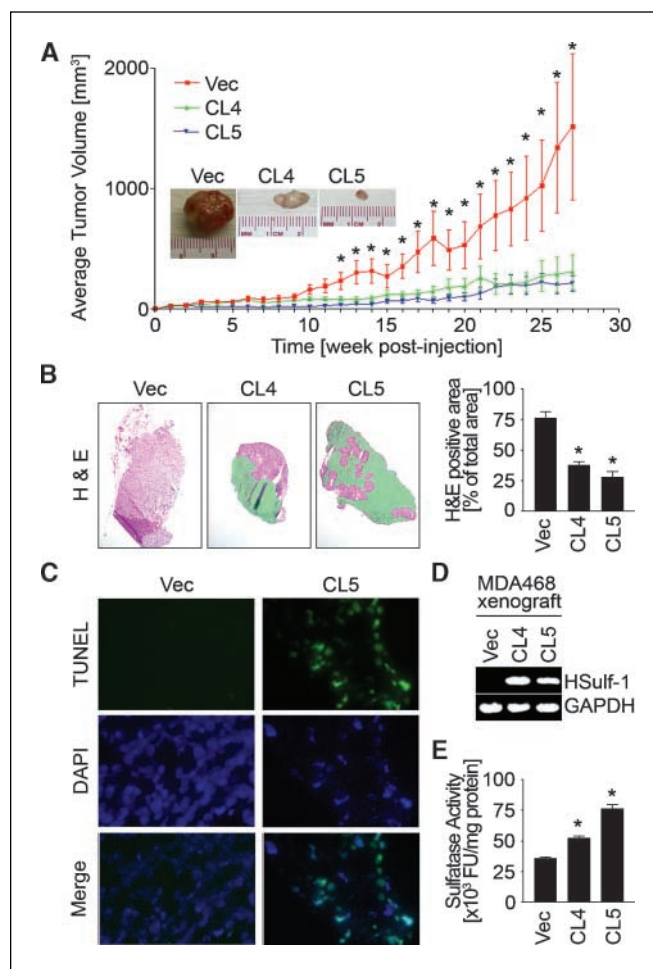 A
Average Tumor Volume [mm³]
2000
1000
0
Vec
CL4
CL5
* * * * * * * * * * * * * * * *
Vec CL4 CL5
0 5 10 15 20 25 30
Time [week post-injection]
B
Vec CL4 CL5
H & E
H&E positive area
[% of total area]
100
75
50
25
0
* *
Vec CL4 CL5
C
Vec CL5
TUNEL
DAPI
Merge
D
MDA468
xenograft
Vec CL4 CL5
HSulf-1
GAPDH
E
Sulfatase Activity
[x10³ FU/mg protein]
100
75
50
25
0
* *
Vec CL4 CL5